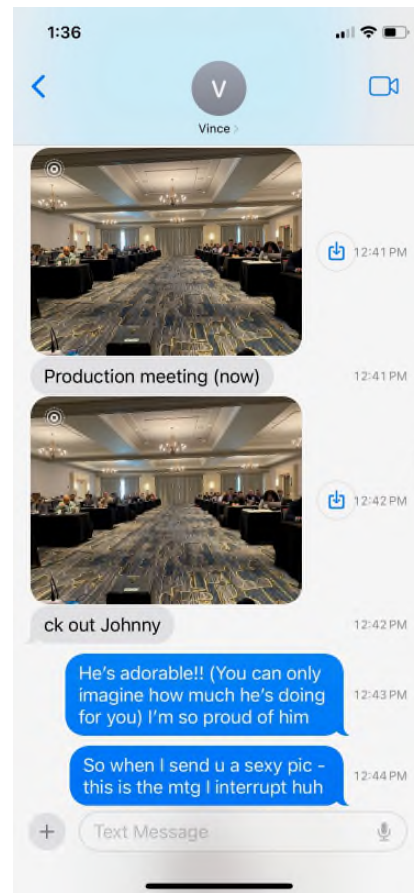 1:36
V
Vince
12:41 PM
Production meeting (now)
12:41 PM
12:42 PM
ck out Johnny
12:42 PM
He's adorable!! (You can only
imagine how much he's doing
for you) I'm so proud of him
12:43 PM
So when I send u a sexy pic -
this is the mtg I interrupt huh
12:44 PM
Text Message